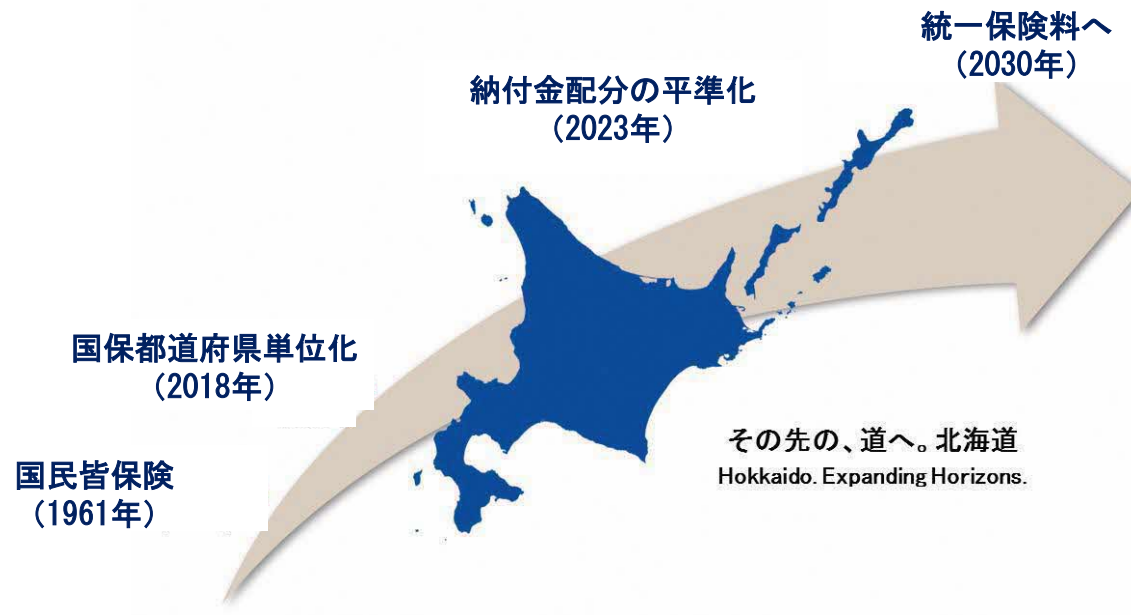 統一保険料へ
（2030年）
納付金配分の平準化
（2023年）
国保都道府県単位化
（2018年）
国民皆保険
（1961年）
その先の、道へ。北海道
Hokkaido. Expanding Horizons.